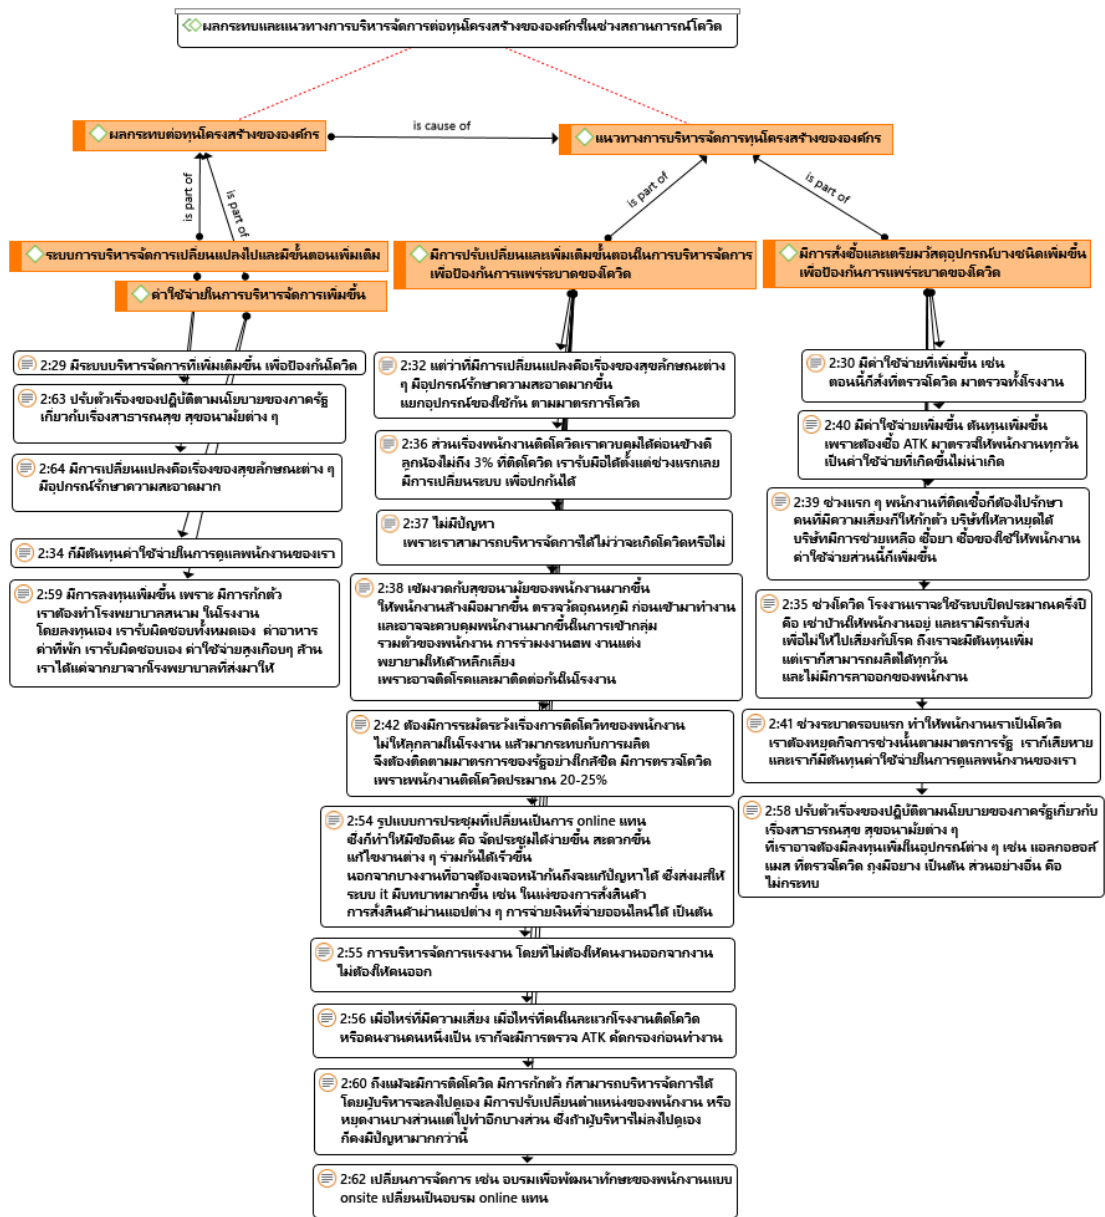 ผลกระทบและแนวทางการบริหารจัดการต่อทุนโครงสร้างขององค์กรในช่วงสถานการณ์โควิด
ผลกระทบต่อทุนโครงสร้างขององค์กร
is cause of
แนวทางการบริหารจัดการทุนโครงสร้างขององค์กร
is part of
is part of
is part of
is part of
ระบบการบริหารจัดการเปลี่ยนแปลงไปและมีขั้นตอนเพิ่มเติม
ค่าใช้จ่ายในการบริหารจัดการเพิ่มขึ้น
มีการปรับเปลี่ยนและเพิ่มเติมขั้นตอนในการบริหารจัดการ
เพื่อป้องกันการแพร่ระบาดของโควิด
มีการสั่งซื้อและเตรียมวัสดุอุปกรณ์บางชนิดเพิ่มขึ้น
เพื่อป้องกันการแพร่ระบาดของโควิด
2:29 มีระบบบริหารจัดการที่เพิ่มเติมขึ้น เพื่อป้องกันโควิด
2:63 ปรับตัวเรื่องของปฏิบัติตามนโยบายของภาครัฐ
เกี่ยวกับเรื่องสาธารณสุข สุขอนามัยต่าง ๆ
2:64 มีการเปลี่ยนแปลงคือเรื่องของสุขลักษณะต่าง ๆ
มีอุปกรณ์รักษาความสะอาดมาก
2:34 ก็มีต้นทุนค่าใช้จ่ายในการดูแลพนักงานของเรา
2:59 มีการลงทุนเพิ่มขึ้น เพราะ มีการกักตัว
เราต้องทำโรงพยาบาลสนาม ในโรงงาน
โดยลงทุนเอง เรารับผิดชอบทั้งหมดเอง ค่าอาหาร
ค่าที่พัก เรารับผิดชอบเอง ค่าใช้จ่ายสูงเกือบๆ ล้าน
เราได้แค่จากยาจากโรงพยาบาลที่ส่งมาให้
2:32 แต่ว่าที่มีการเปลี่ยนแปลงคือเรื่องของสุขลักษณะต่าง
ๆ มีอุปกรณ์รักษาความสะอาดมากขึ้น
แยกอุปกรณ์ของใช้กัน ตามมาตรการโควิด
2:36 ส่วนเรื่องพนักงานติดโควิดเราควบคุมได้ค่อนข้างดี
ลูกน้องไม่ถึง 3% ที่ติดโควิด เรารับมือได้ตั้งแต่ช่วงแรกเลย
มีการเปลี่ยนระบบ เพื่อปกกันได้
2:37 ไม่มีปัญหา
เพราะเราสามารถบริหารจัดการได้ไม่ว่าจะเกิดโควิดหรือไม่
2:38 เข้มงวดกับสุขอนามัยของพนักงานมากขึ้น
ให้พนักงานล้างมือมากขึ้น ตรวจวัดอุณหภูมิ ก่อนเข้ามาทำงาน
และอาจจะควบคุมพนักงานมากขึ้นในการเข้ากลุ่ม
รวมตัวของพนักงาน การร่วมงานศพ งานแต่ง
พยายามให้เค้าหลีกเลี่ยง
เพราะอาจติดโรคและมาติดต่อกันในโรงงาน
2:42 ต้องมีการระมัดระวังเรื่องการติดโควิทของพนักงาน
ไม่ให้ลุกลามในโรงงาน แล้วมากระทบกับการผลิต
จึงต้องติดตามมาตรการของรัฐอย่างใกล้ชิด มีการตรวจโควิด
เพราะพนักงานติดโควิดประมาณ 20-25%
2:54 รูปแบบการประชุมที่เปลี่ยนเป็นการ online แทน
ซึ่งก็ทำให้มีข้อดีนะ คือ จัดประชุมได้ง่ายขึ้น สะดวกขึ้น
แก้ไขงานต่าง ๆ ร่วมกันได้เร็วขึ้น
นอกจากบางงานที่อาจต้องเจอหน้ากันถึงจะแก้ปัญหาได้ ซึ่งส่งผลให้
ระบบ it มีบทบาทมากขึ้น เช่น ในแง่ของการสั่งสินค้า
การสั่งสินค้าผ่านแอปต่าง ๆ การจ่ายเงินที่จ่ายออนไลน์ได้ เป็นต้น
2:55 การบริหารจัดการแรงงาน โดยที่ไม่ต้องให้คนงานออกจากงาน
ไม่ต้องให้คนออก
2:56 เมื่อไหร่ที่มีความเสี่ยง เมื่อไหร่ที่คนในละแวกโรงงานติดโควิด
หรือคนงานคนหนึ่งเป็น เราก็จะมีการตรวจ ATK คัดกรองก่อนทำงาน
2:60 ถึงแม้จะมีการติดโควิด มีการกักตัว ก็สามารถบริหารจัดการได้
โดยผู้บริหารจะลงไปดูเอง มีการปรับเปลี่ยนตำแหน่งของพนักงาน หรือ
หยุดงานบางส่วนแต่ไปทำอีกบางส่วน ซึ่งถ้าผู้บริหารไม่ลงไปดูเอง
ก็คงมีปัญหามากกว่านี้
2:62 เปลี่ยนการจัดการ เช่น อบรมเพื่อพัฒนาทักษะของพนักงานแบบ
onsite เปลี่ยนเป็นอบรม online แทน
2:30 มีค่าใช้จ่ายที่เพิ่มขึ้น เช่น
ตอนนี้ก็สั่งที่ตรวจโควิด มาตรวจทั้งโรงงาน
2:40 มีค่าใช้จ่ายเพิ่มขึ้น ต้นทุนเพิ่มขึ้น
เพราะต้องซื้อ ATK มาตรวจให้พนักงานทุกวัน
เป็นค่าใช้จ่ายที่เกิดขึ้นไม่น่าเกิด
2:39 ช่วงแรก ๆ พนักงานที่ติดเชื้อก็ต้องไปรักษา
คนที่มีความเสี่ยงก็ให้กักตัว บริษัทให้ลาหยุดได้
บริษัทมีการช่วยเหลือ ซื้อยา ซื้อของใช้ให้พนักงาน
ค่าใช้จ่ายส่วนนี้ก็เพิ่มขึ้น
2:35 ช่วงโควิด โรงงานเราจะใช้ระบบปิดประมาณครึ่งปี
คือ เช่าบ้านให้พนักงานอยู่ และเรามีรถรับส่ง
เพื่อไม่ให้ไปเสี่ยงกับโรค ถึงเราจะมีต้นทุนเพิ่ม
แต่เราก็สามารถผลิตได้ทุกวัน
และไม่มีการลาออกของพนักงาน
2:41 ช่วงระบาดรอบแรก ทำให้พนักงานเราเป็นโควิด
เราต้องหยุดกิจการช่วงนั้นตามมาตรการรัฐ เราก็เสียหาย
และเราก็มีต้นทุนค่าใช้จ่ายในการดูแลพนักงานของเรา
2:58 ปรับตัวเรื่องของปฏิบัติตามนโยบายของภาครัฐเกี่ยวกับ
เรื่องสาธารณสุข สุขอนามัยต่าง ๆ
ที่เราอาจต้องมีลงทุนเพิ่มในอุปกรณ์ต่าง ๆ เช่น แอลกอฮอล์
แมส ที่ตรวจโควิด ถุงมือยาง เป็นต้น ส่วนอย่างอื่น คือ
ไม่กระทบ